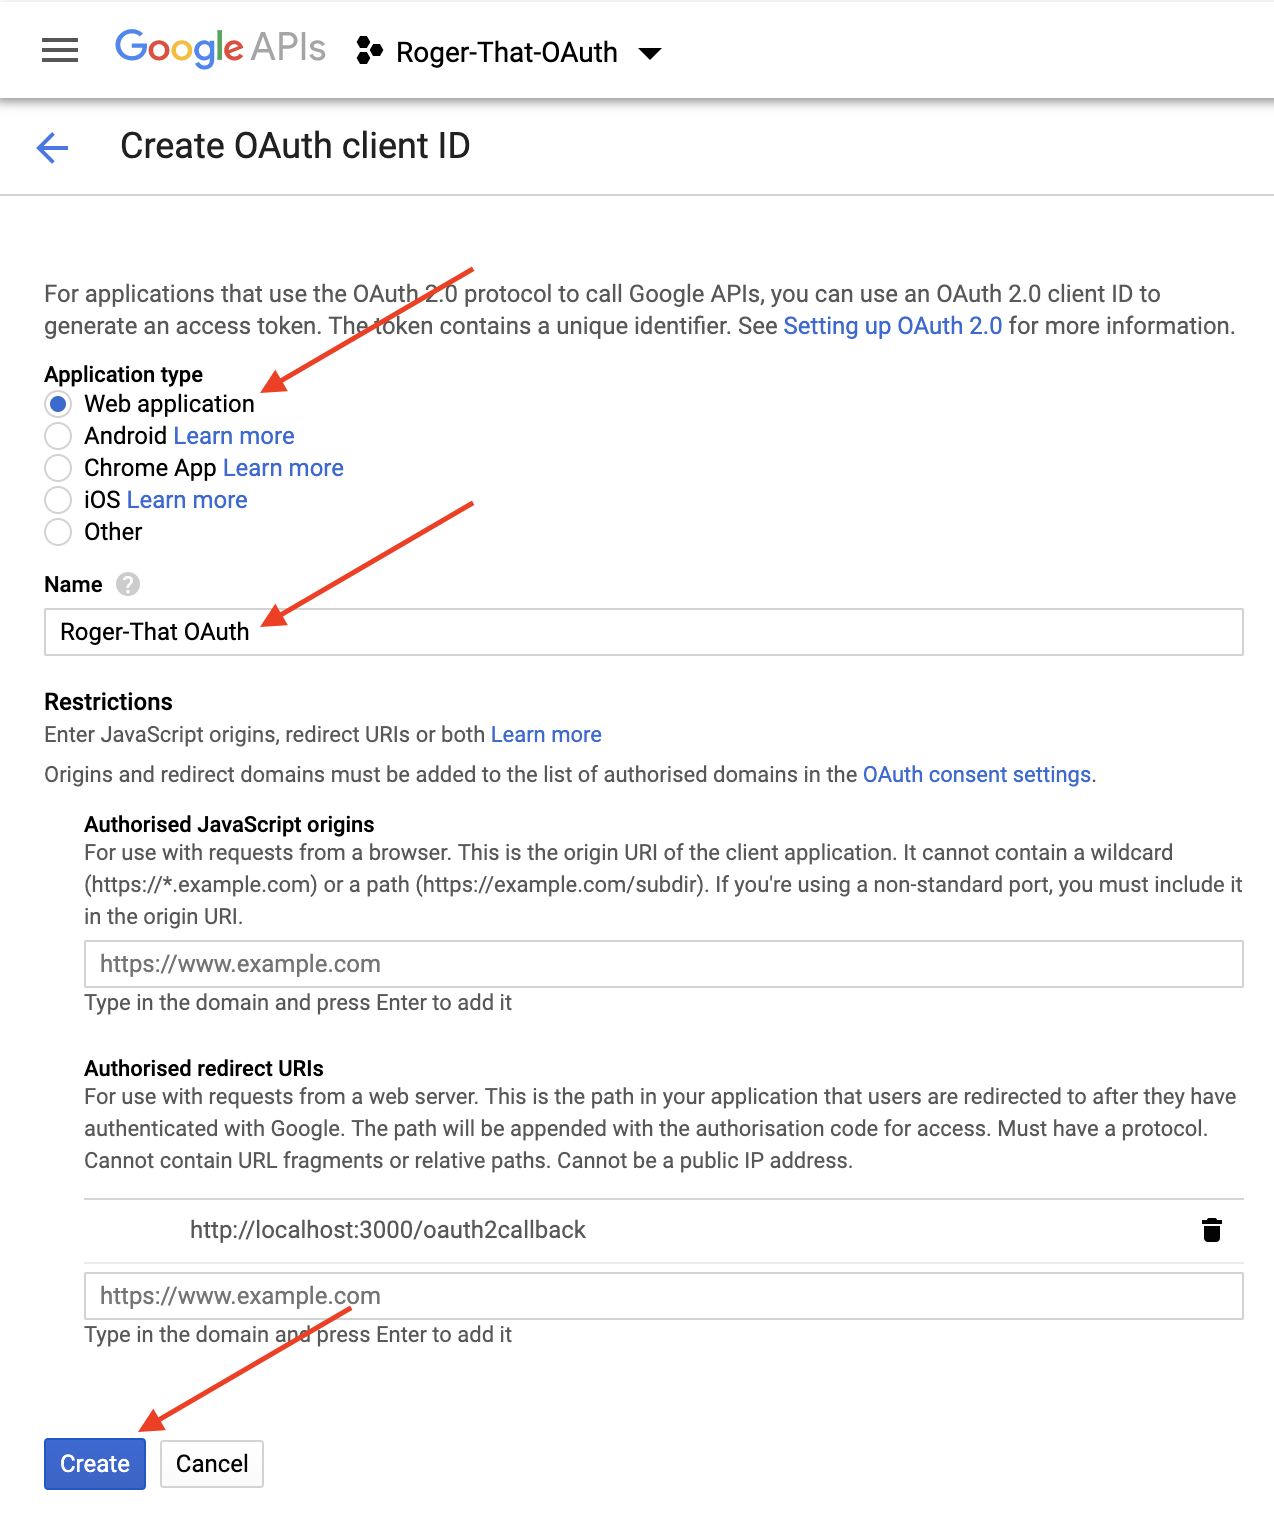 Google APIs Roger-That-OAuth
Create OAuth client ID
For applications that use the OAuth 2.0 protocol to call Google APIs, you can use an OAuth 2.0 client ID to
generate an access token. The token contains a unique identifier. See Setting up OAuth 2.0 for more information.
Application type
Web application
Android Learn more
Chrome App Learn more
iOS Learn more
Other
Name ?
Roger-That OAuth
Restrictions
Enter JavaScript origins, redirect URIs or both Learn more
Origins and redirect domains must be added to the list of authorised domains in the OAuth consent settings.
Authorised JavaScript origins
For use with requests from a browser. This is the origin URI of the client application. It cannot contain a wildcard
(https://*.example.com) or a path (https://example.com/subdir). If you're using a non-standard port, you must include it
in the origin URI.
https://www.example.com
Type in the domain and press Enter to add it
Authorised redirect URIs
For use with requests from a web server. This is the path in your application that users are redirected to after they have
authenticated with Google. The path will be appended with the authorisation code for access. Must have a protocol.
Cannot contain URL fragments or relative paths. Cannot be a public IP address.
http://localhost:3000/oauth2callback
https://www.example.com
Type in the domain and press Enter to add it
Create Cancel